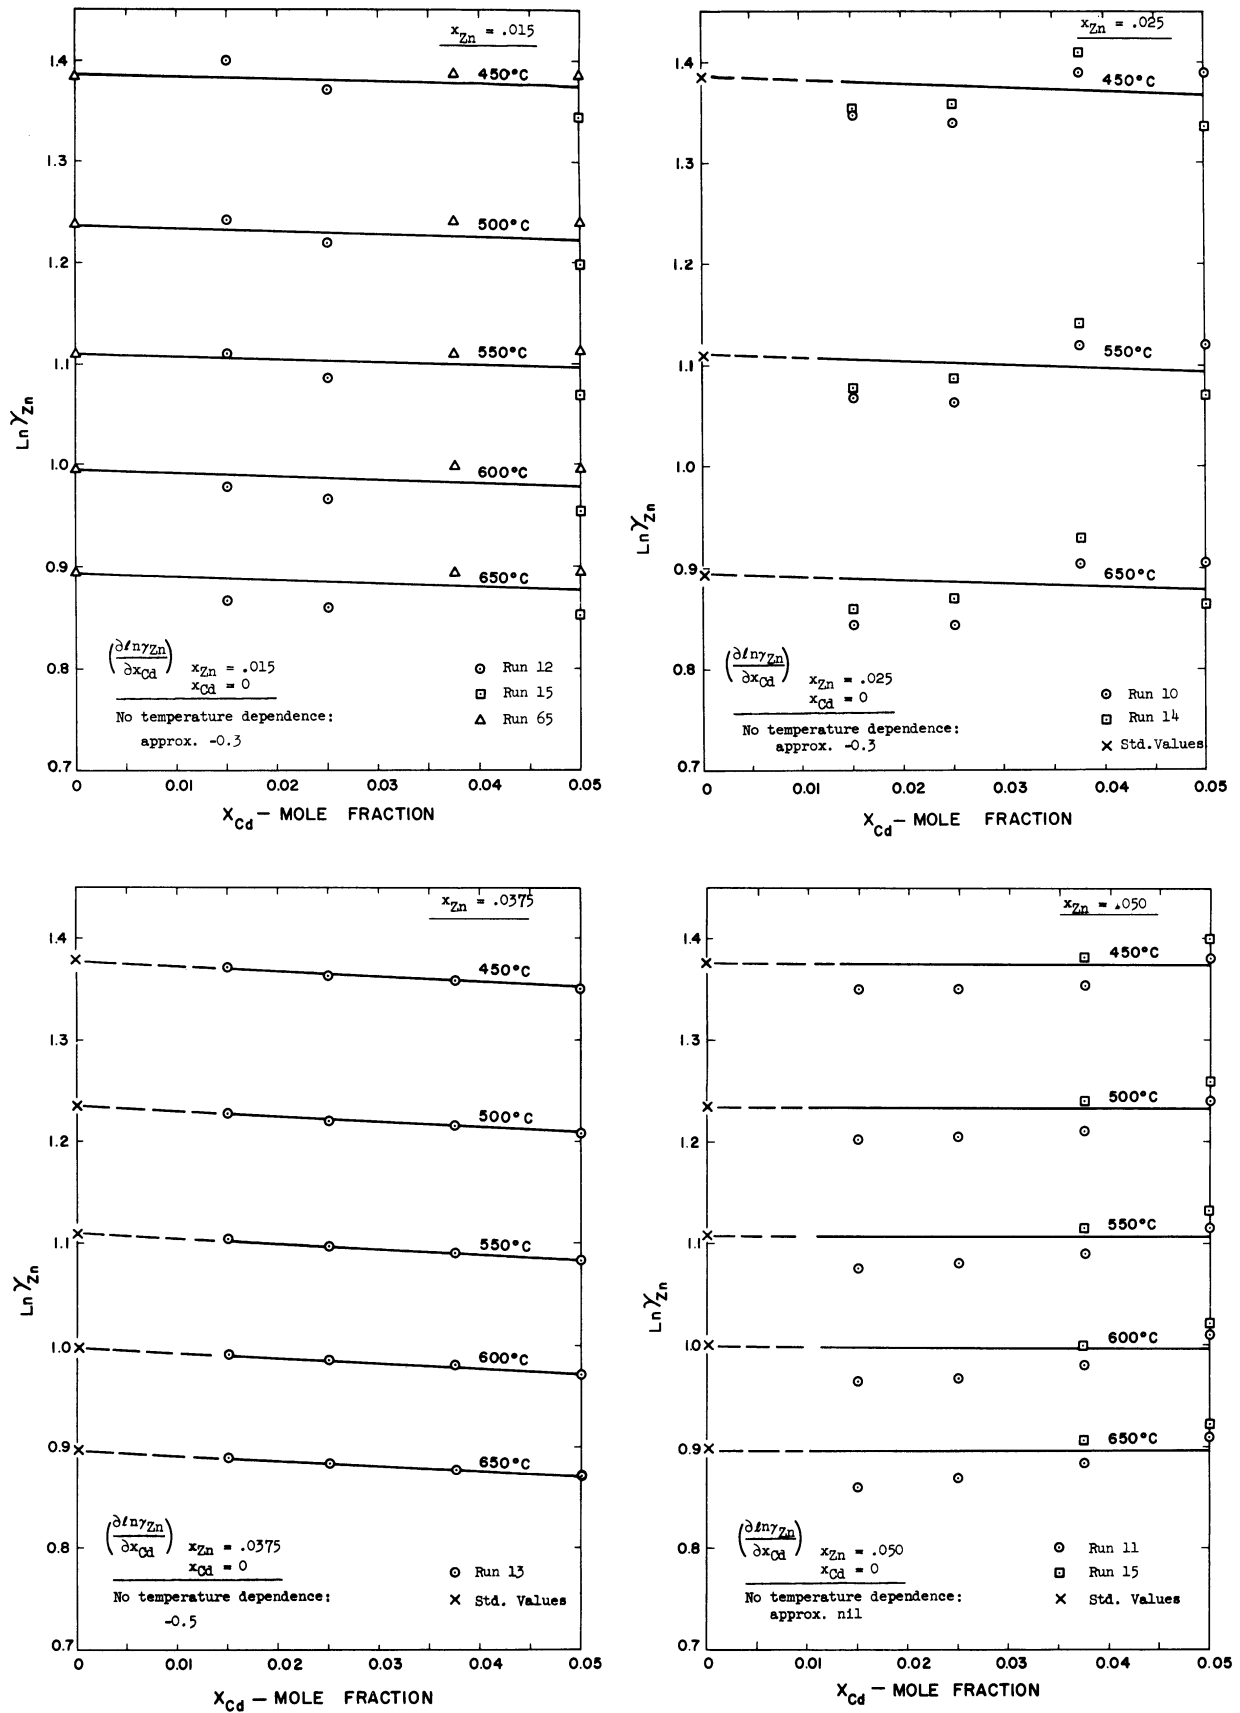 x_Zn = .015
1.4
450°C
1.3
500°C
1.2
550°C
1.1
Ln γ_Zn
1.0
600°C
0.9
650°C
0.8
(∂ℓnγ_Zn / ∂x_Cd) x_Zn = .015
x_Cd = 0
No temperature dependence:
approx. -0.3
⊙ Run 12
⊡ Run 15
△ Run 65
0.7
0 0.01 0.02 0.03 0.04 0.05
X_Cd — MOLE FRACTION
x_Zn = .025
1.4
450°C
1.3
1.2
550°C
1.1
1.0
Ln γ_Zn
0.9
650°C
0.8
(∂ℓnγ_Zn / ∂x_Cd) x_Zn = .025
x_Cd = 0
No temperature dependence:
approx. -0.3
⊙ Run 10
⊡ Run 14
× Std. Values
0.7
0 0.01 0.02 0.03 0.04 0.05
X_Cd — MOLE FRACTION
x_Zn = .0375
1.4
450°C
1.3
500°C
1.2
550°C
1.1
Ln γ_Zn
1.0
600°C
0.9
650°C
0.8
(∂ℓnγ_Zn / ∂x_Cd) x_Zn = .0375
x_Cd = 0
No temperature dependence:
-0.5
⊙ Run 13
× Std. Values
0.7
0 0.01 0.02 0.03 0.04 0.05
X_Cd — MOLE FRACTION
x_Zn = .050
1.4
450°C
1.3
500°C
1.2
550°C
1.1
Ln γ_Zn
1.0
600°C
0.9
650°C
0.8
(∂ℓnγ_Zn / ∂x_Cd) x_Zn = .050
x_Cd = 0
No temperature dependence:
approx. nil
⊙ Run 11
⊡ Run 15
× Std. Values
0.7
0 0.01 0.02 0.03 0.04 0.05
X_Cd — MOLE FRACTION